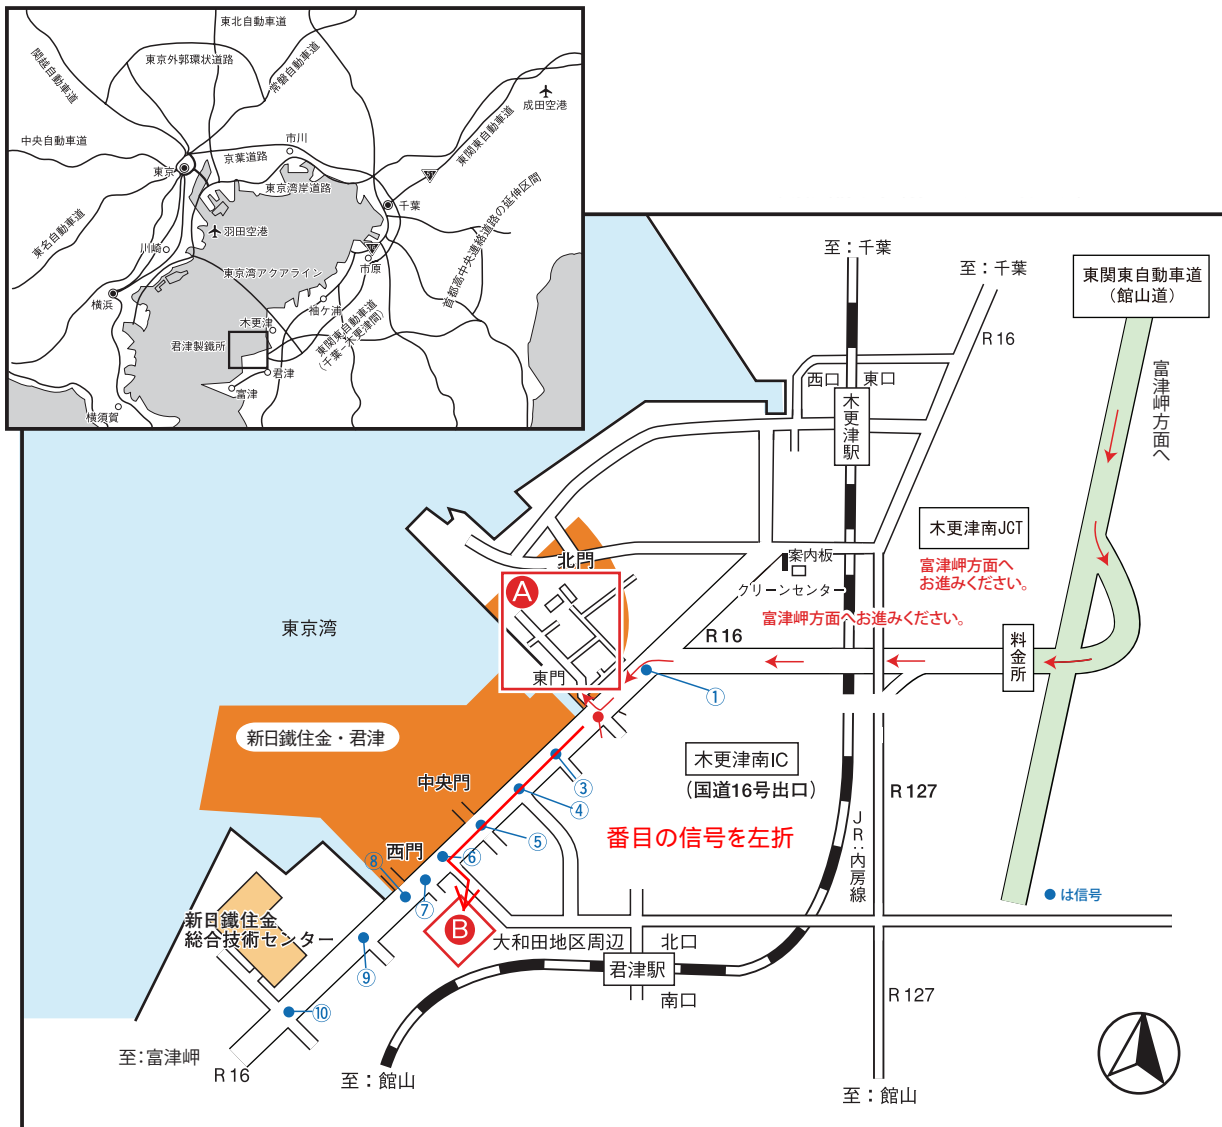 東北自動車道
関越自動車道
東京外郭環状道路
常磐自動車道
成田空港
中央自動車道
市川
京葉道路
東関東自動車道
東京
東京湾岸道路
千葉
東名自動車道
羽田空港
川崎
市原
首都高中央連絡道路の延伸区間
東京湾アクアライン
横浜
袖ケ浦
木更津
東関東自動車道
(千葉−木更津間)
君津製鐵所
君津
富津
横須賀
至：千葉
至：千葉
東関東自動車道
(館山道)
R16
西口
東口
富津岬方面へ
木更津駅
木更津南JCT
富津岬方面へ
お進みください。
北門
案内板
クリーンセンター
A
富津岬方面へお進みください。
R16
料金所
東京湾
東門
①
新日鐵住金・君津
木更津南IC
(国道16号出口)
中央門
③
④
R127
番目の信号を左折
⑤
JR：内房線
西門
⑥
⑧
⑦
は信号
B
新日鐵住金
総合技術センター
大和田地区周辺
北口
君津駅
⑨
南口
R127
⑩
至：富津岬
R16
至：館山
至：館山